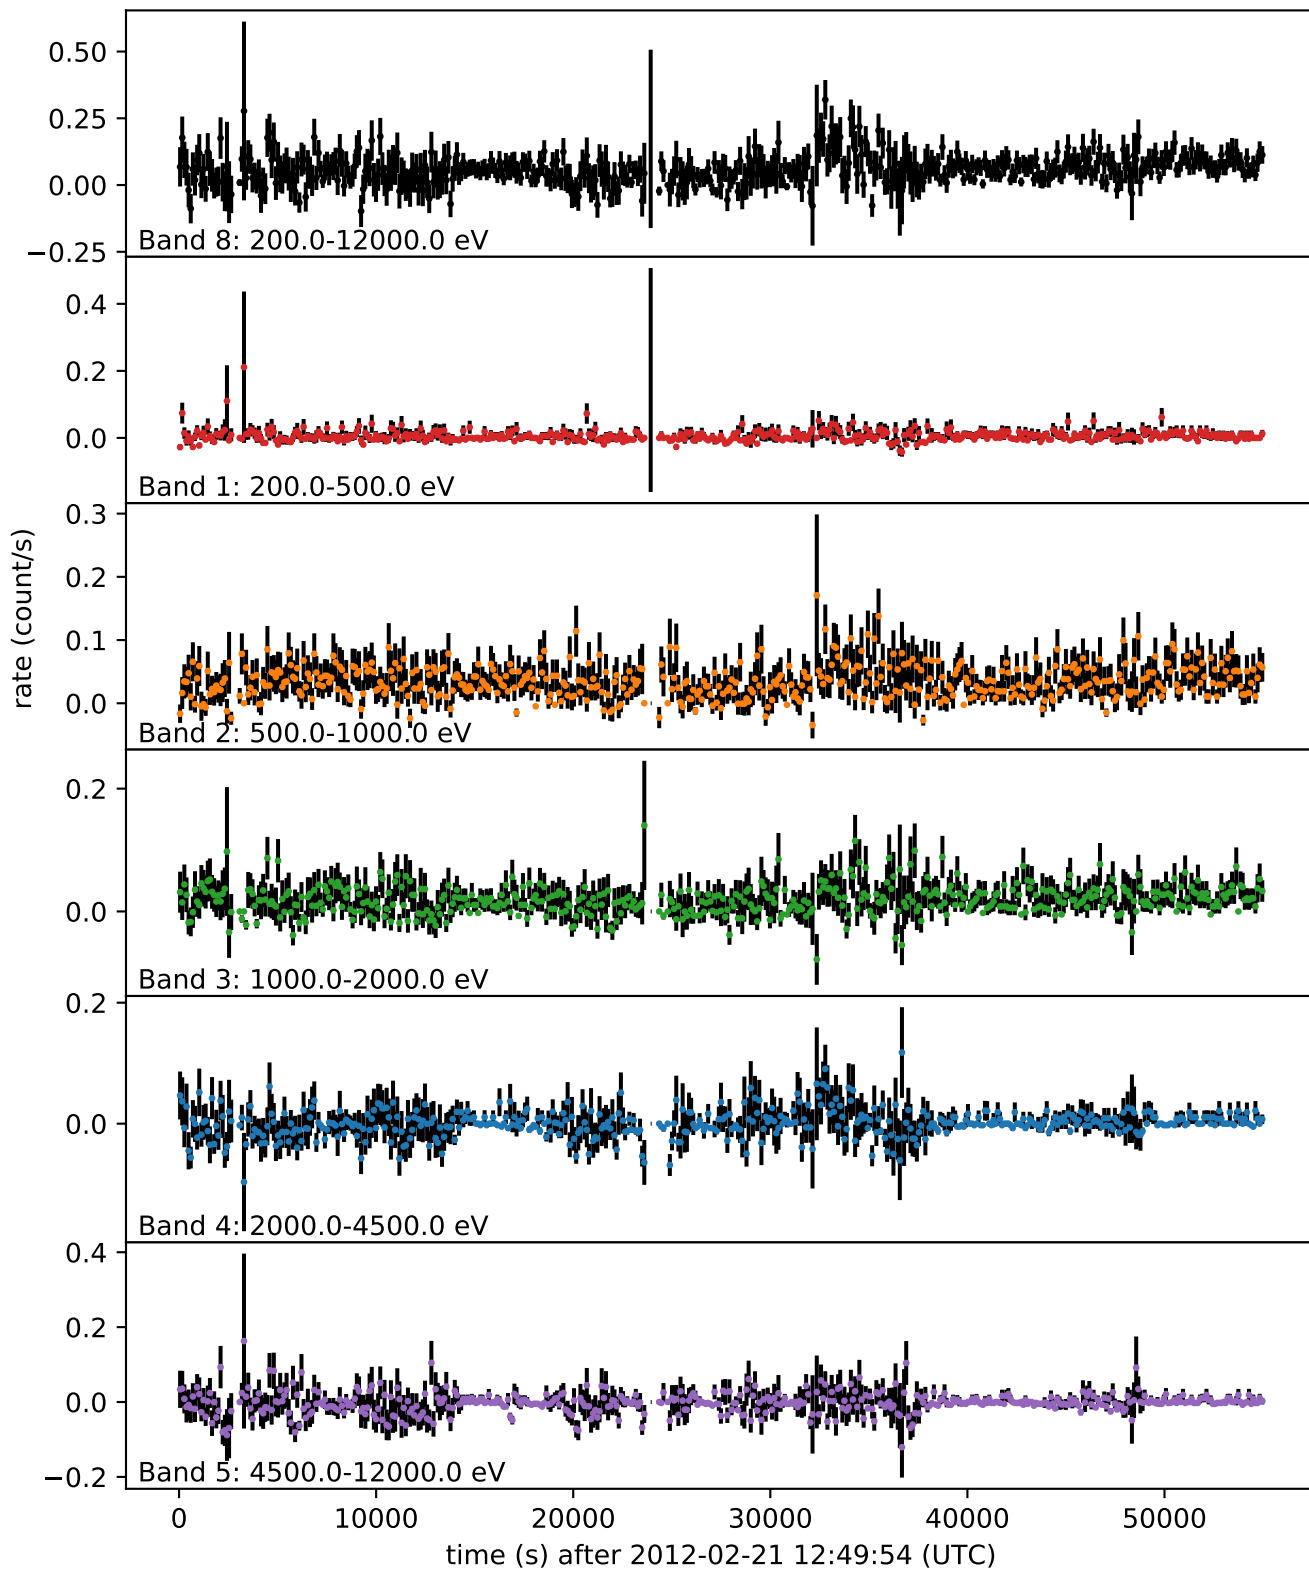 0.50
0.25
0.00
−0.25
Band 8: 200.0-12000.0 eV
0.4
0.2
0.0
Band 1: 200.0-500.0 eV
0.3
0.2
0.1
0.0
Band 2: 500.0-1000.0 eV
rate (count/s)
0.2
0.0
Band 3: 1000.0-2000.0 eV
0.2
0.0
Band 4: 2000.0-4500.0 eV
0.4
0.2
0.0
−0.2
Band 5: 4500.0-12000.0 eV
0 10000 20000 30000 40000 50000
time (s) after 2012-02-21 12:49:54 (UTC)